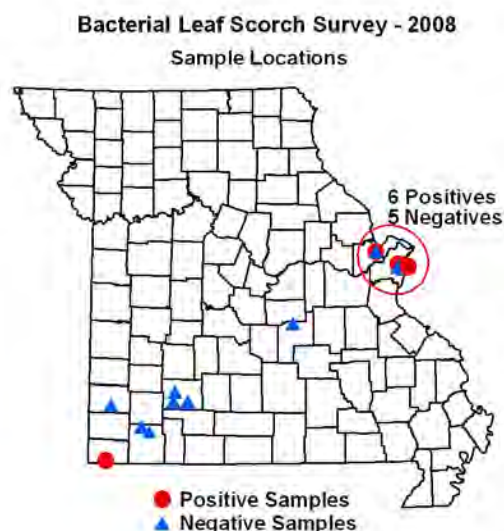 Bacterial Leaf Scorch Survey - 2008
Sample Locations
6 Positives
5 Negatives
Positive Samples
Negative Samples